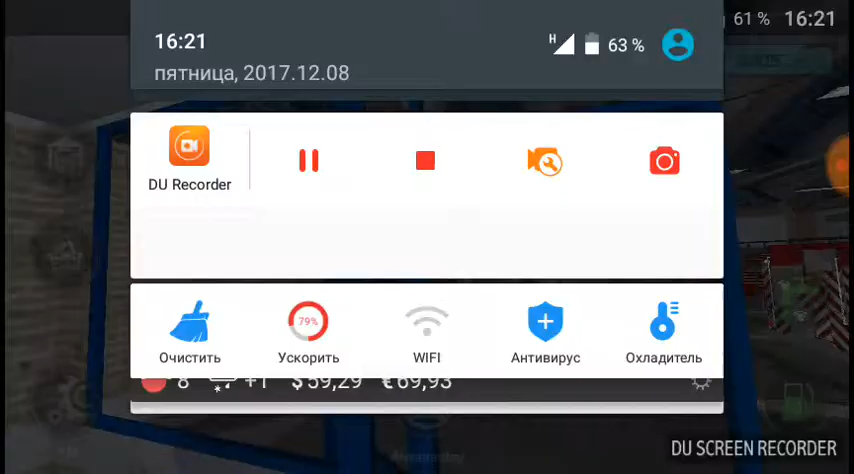 61 % 16:21
16:21
H
63 %
пятница, 2017.12.08
DU Recorder
79%
Очистить
Ускорить
WIFI
Антивирус
Охладитель
8 +1 $59,29 €69,93
DU SCREEN RECORDER